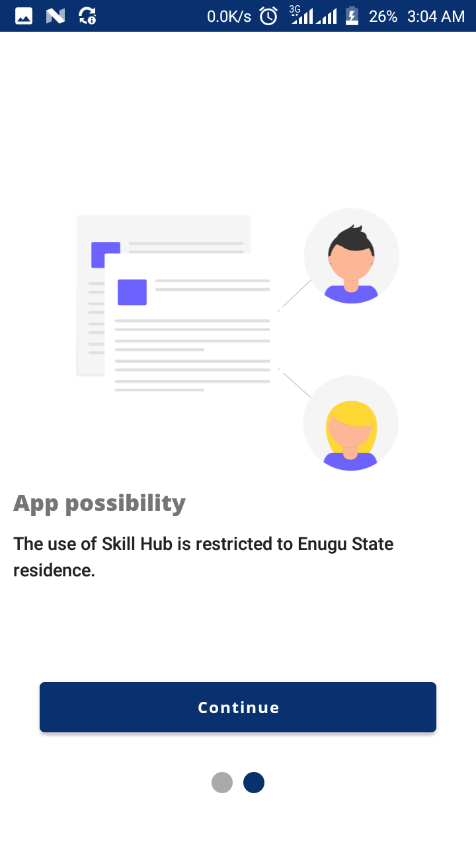 0.0K/s 3G 26% 3:04 AM
App possibility
The use of Skill Hub is restricted to Enugu State
residence.
Continue